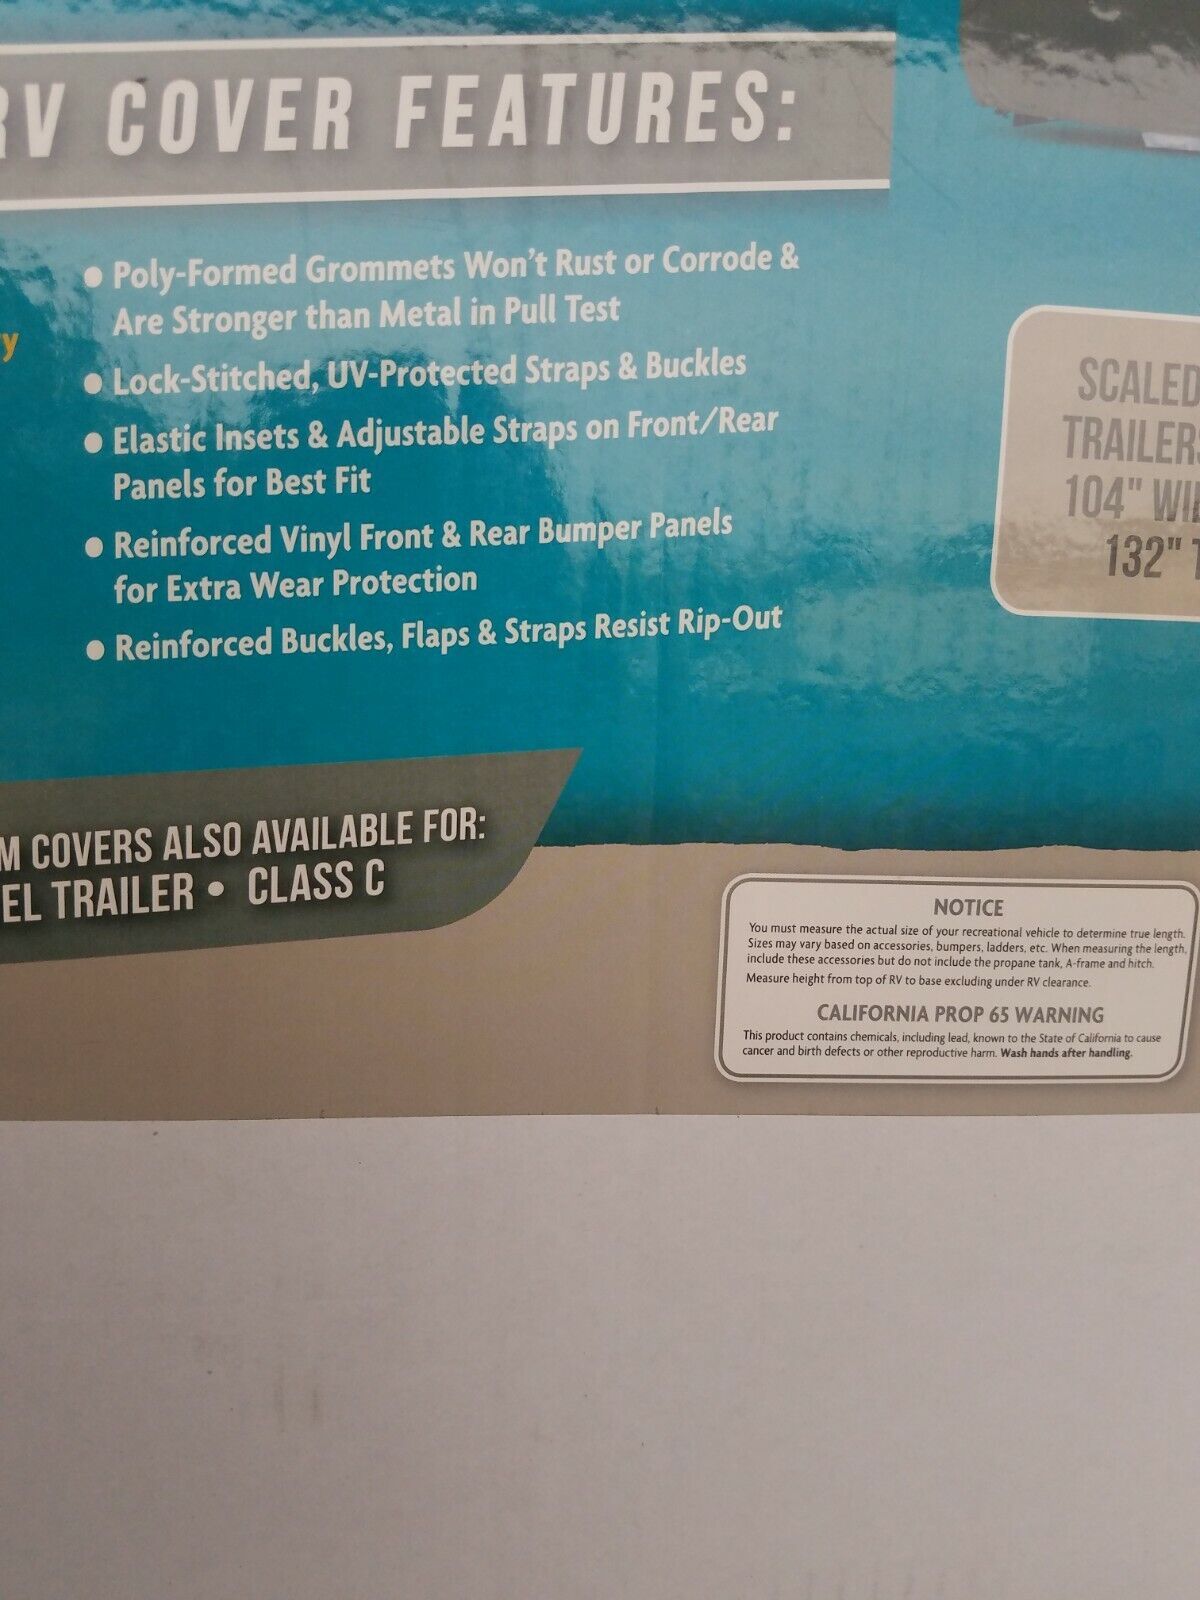 RV COVER FEATURES:
• Poly-Formed Grommets Won't Rust or Corrode &
Are Stronger than Metal in Pull Test
• Lock-Stitched, UV-Protected Straps & Buckles
• Elastic Insets & Adjustable Straps on Front/Rear
Panels for Best Fit
• Reinforced Vinyl Front & Rear Bumper Panels
for Extra Wear Protection
• Reinforced Buckles, Flaps & Straps Resist Rip-Out
SCALED
TRAILERS
104"
132"
COVERS ALSO AVAILABLE FOR:
TRAILER • CLASS C
NOTICE
You must measure the actual size of your recreational vehicle to determine true length.
Sizes may vary based on accessories, bumpers, ladders, etc. When measuring the length,
include these accessories but do not include the propane tank, A-frame and hitch.
Measure height from top of RV to base excluding under RV clearance.
CALIFORNIA PROP 65 WARNING
This product contains chemicals, including lead, known to the State of California to cause
cancer and birth defects or other reproductive harm. Wash hands after handling.